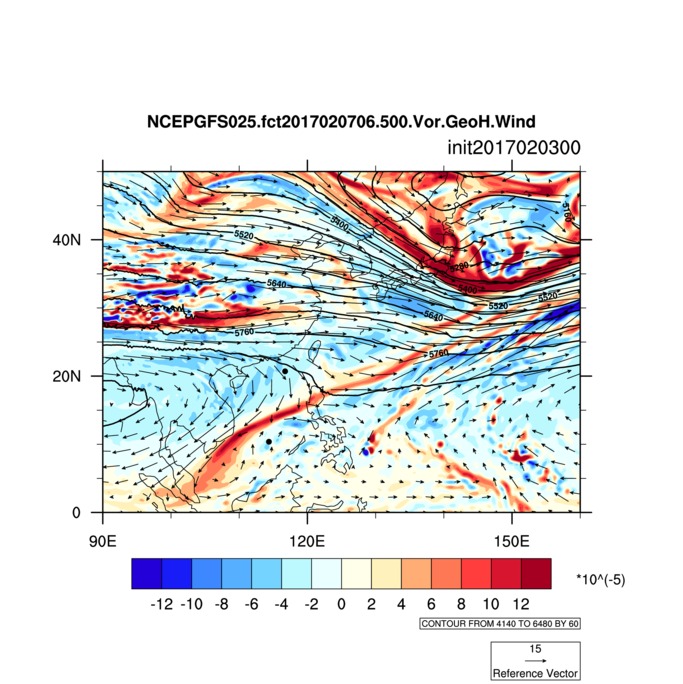 NCEPGFS025.fct2017020706.500.Vor.GeoH.Wind
init2017020300
5400
5160
5520
40N
5280
5640
5400
5520
5520
5640
5760
5760
20N
0
90E 120E 150E
-12 -10 -8 -6 -4 -2 0 2 4 6 8 10 12
*10^(-5)
CONTOUR FROM 4140 TO 6480 BY 60
15
Reference Vector